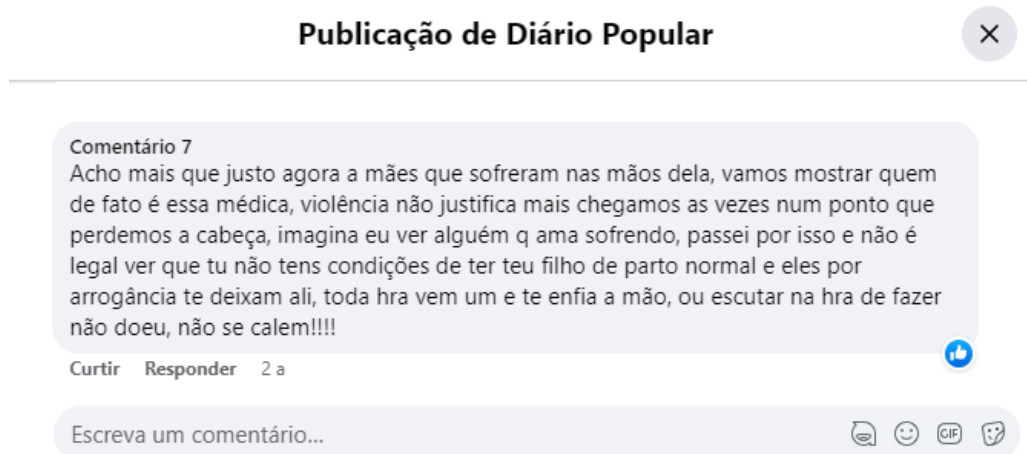 Publicação de Diário Popular
Comentário 7
Acho mais que justo agora a mães que sofreram nas mãos dela, vamos mostrar quem
de fato é essa médica, violência não justifica mais chegamos as vezes num ponto que
perdemos a cabeça, imagina eu ver alguém q ama sofrendo, passei por isso e não é
legal ver que tu não tens condições de ter teu filho de parto normal e eles por
arrogância te deixam ali, toda hra vem um e te enfia a mão, ou escutar na hra de fazer
não doeu, não se calem!!!!
Curtir Responder 2 a
Escreva um comentário... GIF